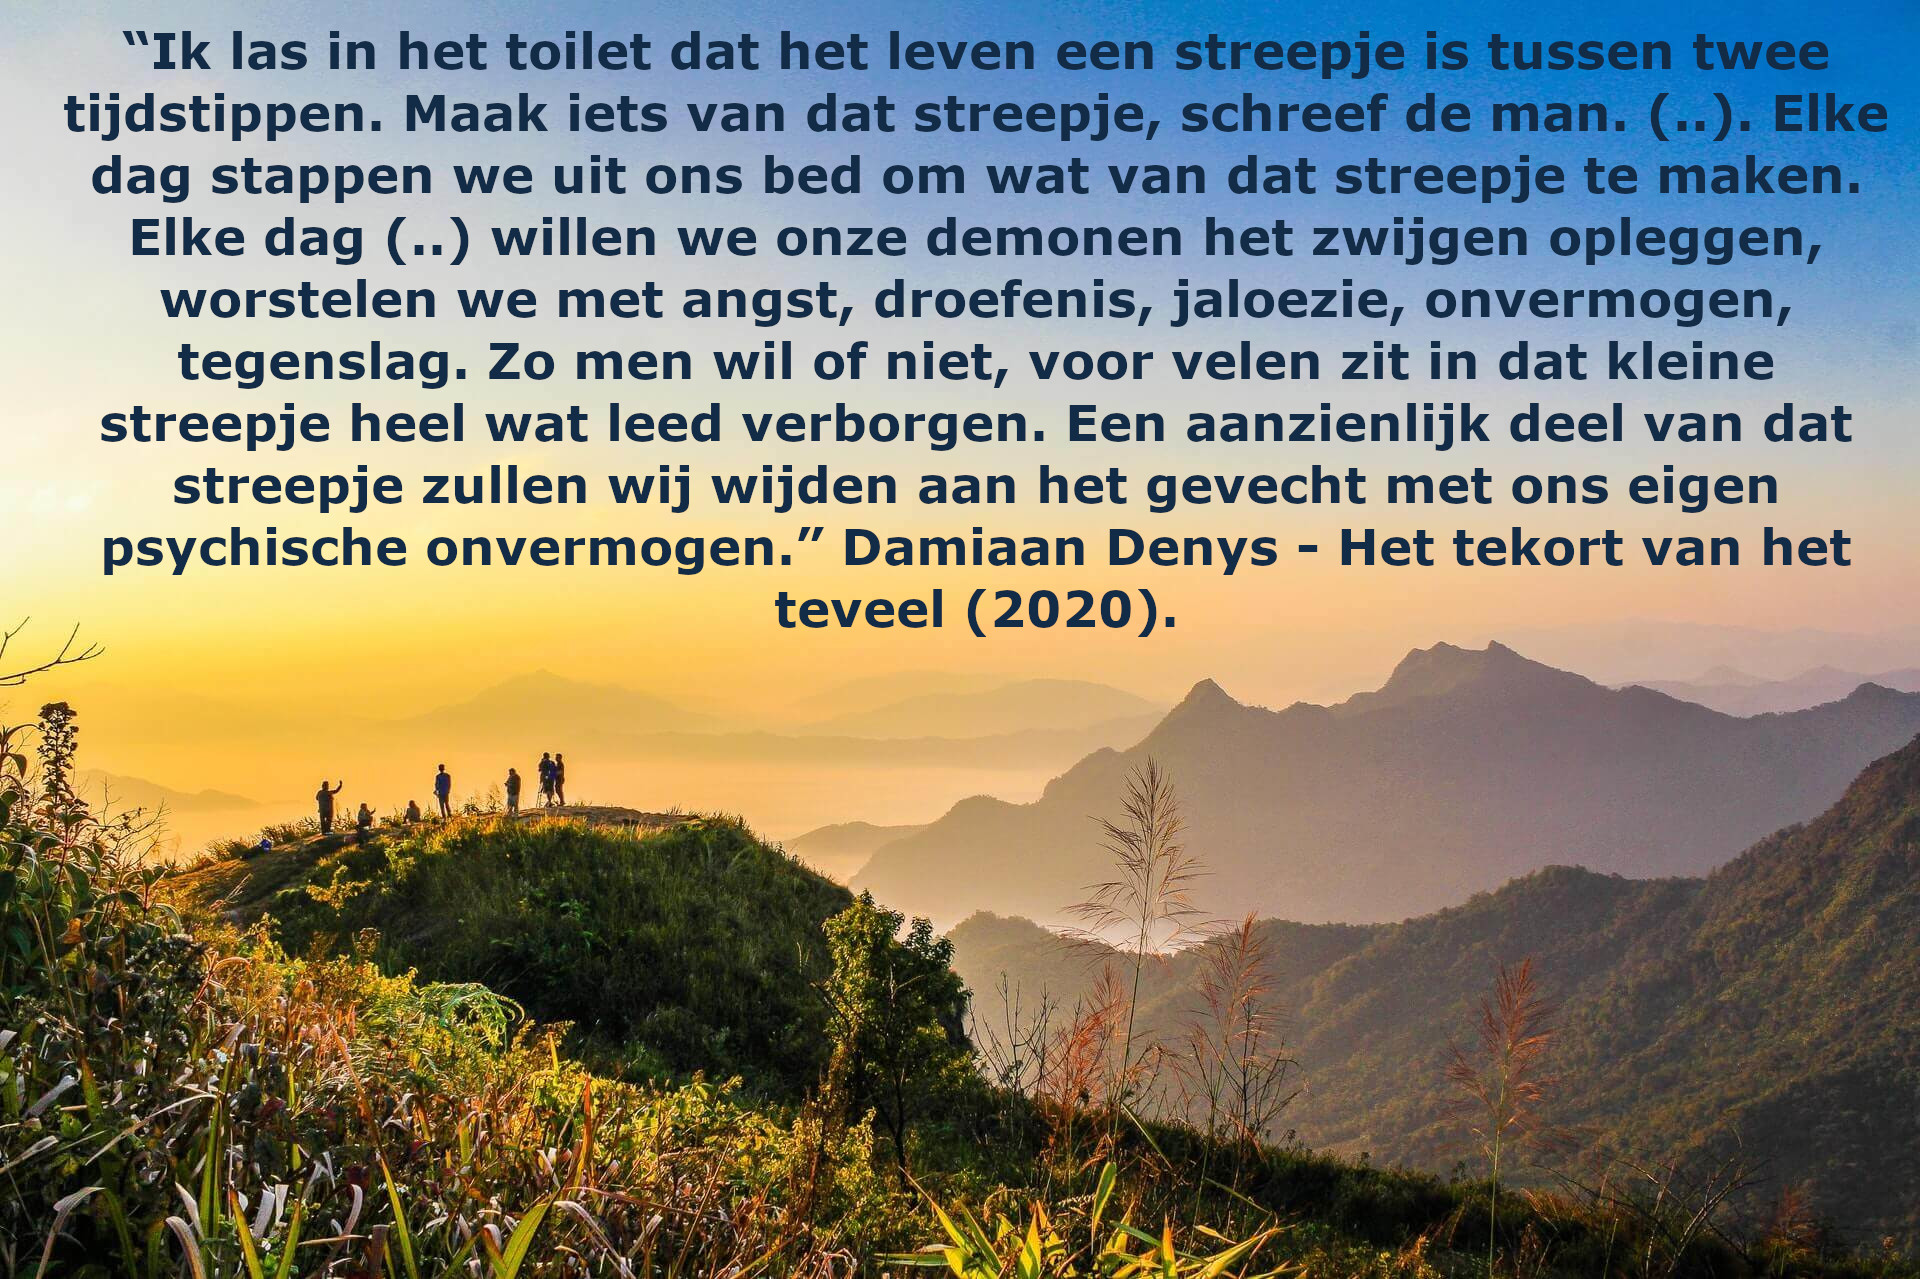 “Ik las in het toilet dat het leven een streepje is tussen twee
tijdstippen. Maak iets van dat streepje, schreef de man. (..). Elke
dag stappen we uit ons bed om wat van dat streepje te maken.
Elke dag (..) willen we onze demonen het zwijgen opleggen,
worstelen we met angst, droefenis, jaloezie, onvermogen,
tegenslag. Zo men wil of niet, voor velen zit in dat kleine
streepje heel wat leed verborgen. Een aanzienlijk deel van dat
streepje zullen wij wijden aan het gevecht met ons eigen
psychische onvermogen.” Damiaan Denys - Het tekort van het
teveel (2020).